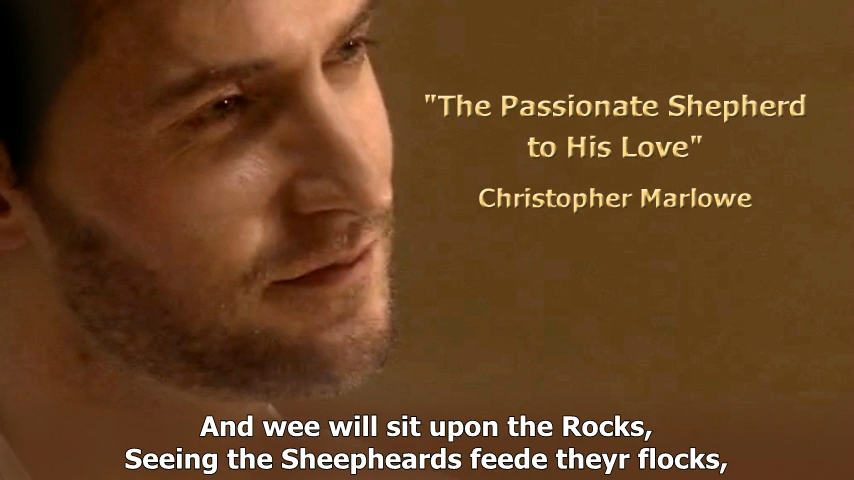 "The Passionate Shepherd
to His Love"
Christopher Marlowe
And wee will sit upon the Rocks,
Seeing the Sheepheards feede theyr flocks,